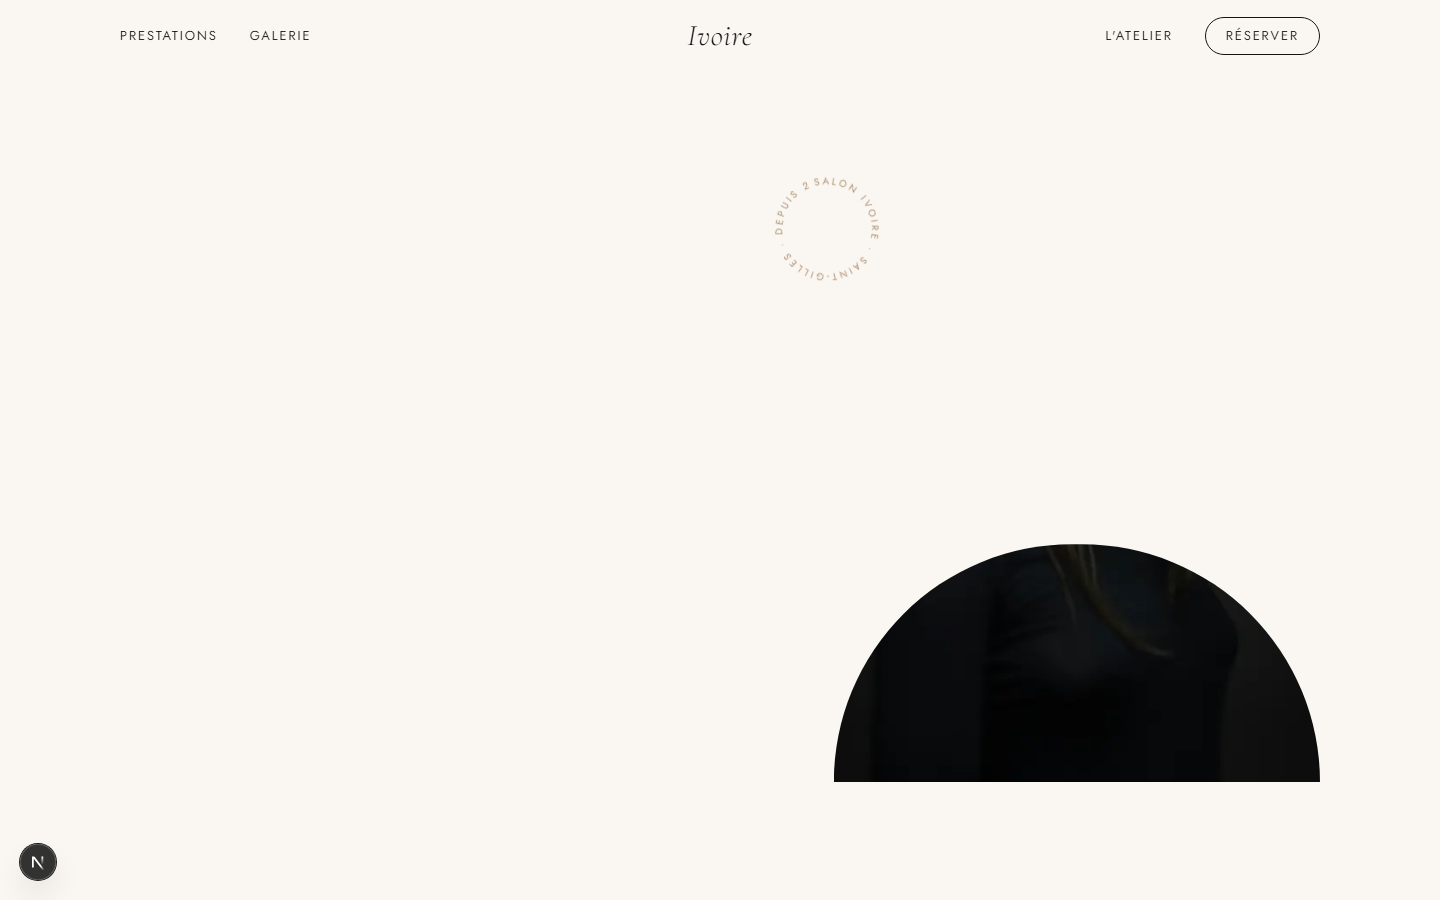 PRESTATIONS GALERIE Ivoire L'ATELIER RÉSERVER
SALON IVOIRE · SAINT-GILLES · DEPUIS 2
N